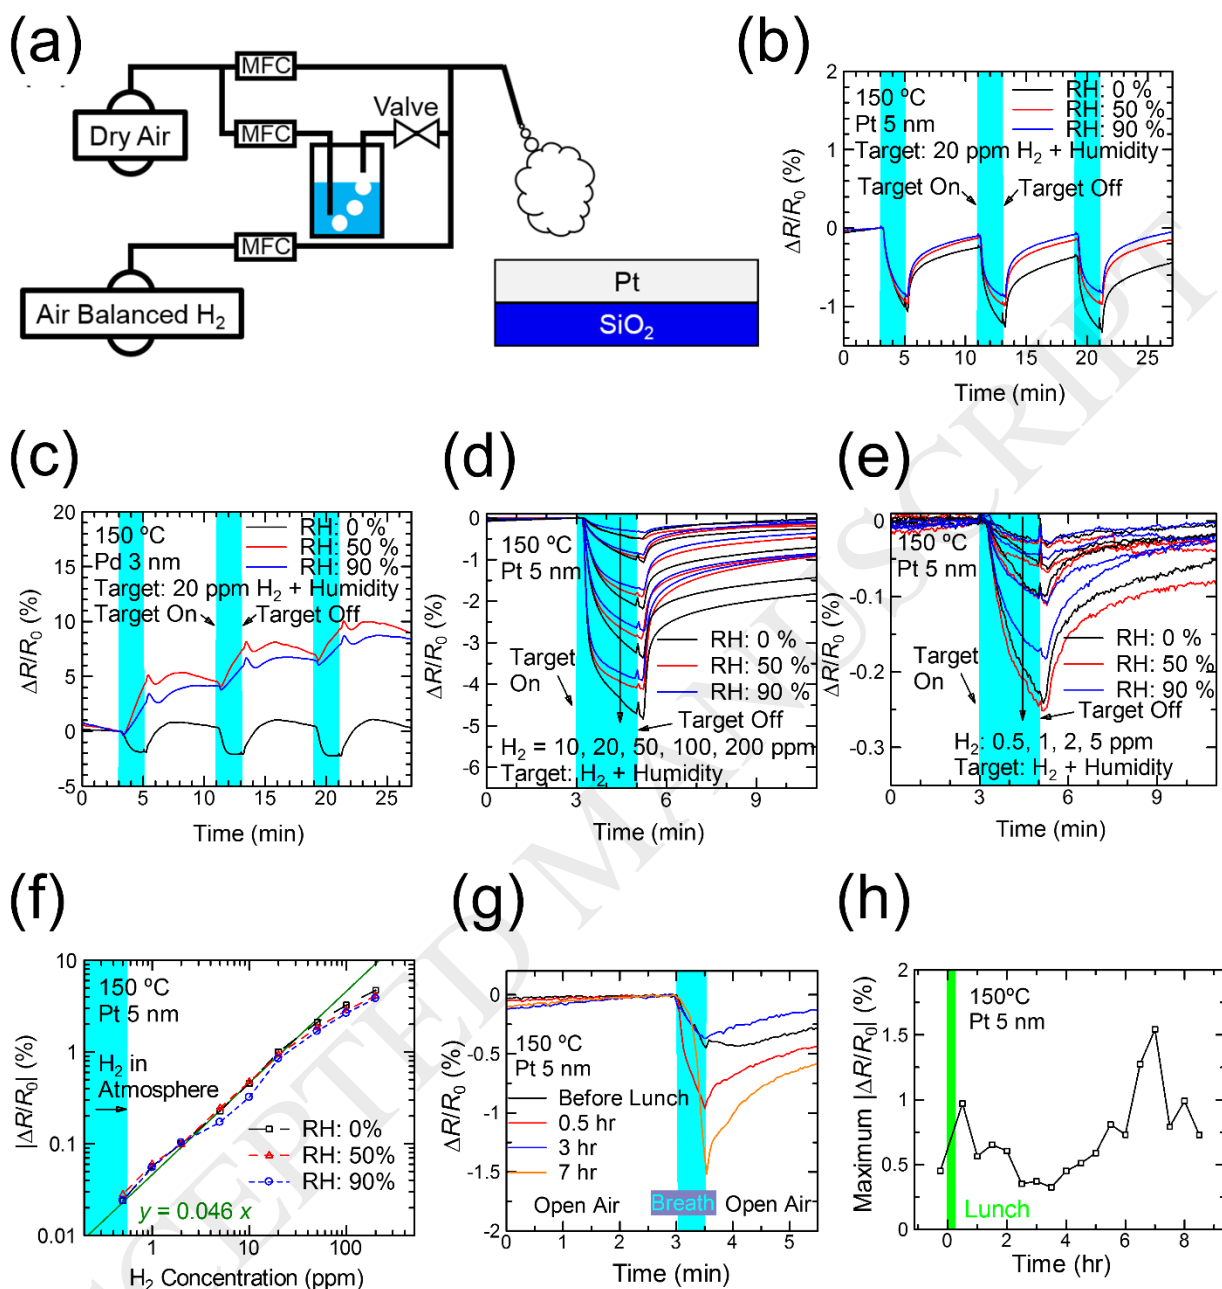 (a)
MFC
Valve
Dry Air
MFC
MFC
Air Balanced H₂
Pt
SiO₂
(b)
2
1
0
-1
ΔR/R₀ (%)
150 ºC
Pt 5 nm
RH: 0 %
RH: 50 %
RH: 90 %
Target: 20 ppm H₂ + Humidity
Target On
Target Off
0 5 10 15 20 25
Time (min)
(c)
20
15
10
5
0
-5
ΔR/R₀ (%)
150 ºC
Pd 3 nm
RH: 0 %
RH: 50 %
RH: 90 %
Target: 20 ppm H₂ + Humidity
Target On
Target Off
0 5 10 15 20 25
Time (min)
(d)
0
-1
-2
-3
-4
-5
-6
ΔR/R₀ (%)
150 ºC
Pt 5 nm
RH: 0 %
RH: 50 %
RH: 90 %
Target
On
Target Off
H₂ = 10, 20, 50, 100, 200 ppm
Target: H₂ + Humidity
0 3 6 9
Time (min)
(e)
0
-0.1
-0.2
-0.3
ΔR/R₀ (%)
150 ºC
Pt 5 nm
RH: 0 %
RH: 50 %
RH: 90 %
Target
On
Target Off
H₂: 0.5, 1, 2, 5 ppm
Target: H₂ + Humidity
0 3 6 9
Time (min)
(f)
10
1
0.1
0.01
|ΔR/R₀| (%)
150 ºC
Pt 5 nm
H₂ in
Atmosphere
RH: 0%
RH: 50%
RH: 90%
y = 0.046 x
1 10 100
H₂ Concentration (ppm)
(g)
0
-0.5
-1
-1.5
-2
ΔR/R₀ (%)
150 ºC
Pt 5 nm
Before Lunch
0.5 hr
3 hr
7 hr
Open Air
Breath
Open Air
0 1 2 3 4 5
Time (min)
(h)
2
1.5
1
0.5
0
Maximum |ΔR/R₀| (%)
150ºC
Pt 5 nm
Lunch
0 2 4 6 8
Time (hr)
ACCEPTED MANUSCRIPT